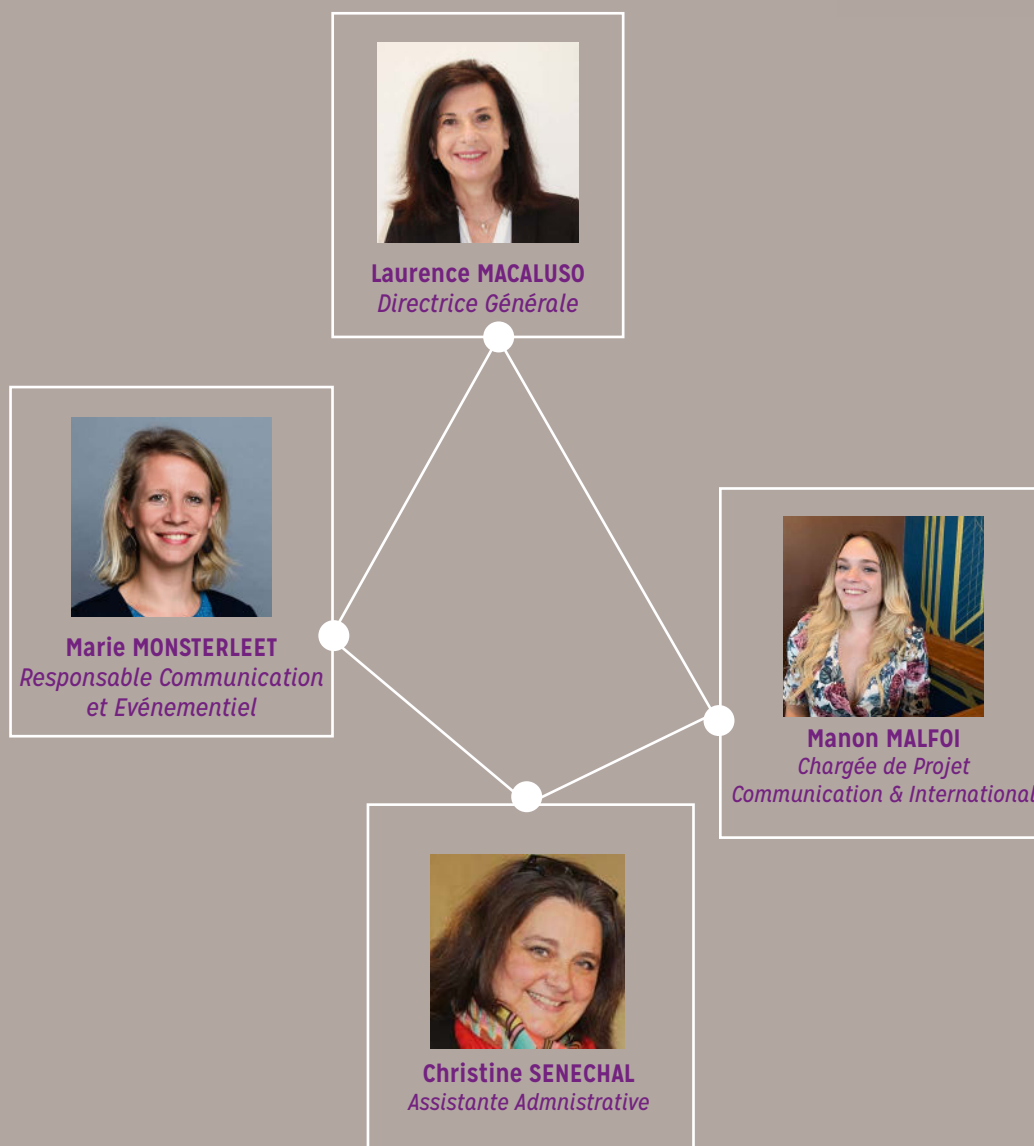 Laurence MACALUSO
Directrice Générale
Marie MONSTERLEET
Responsable Communication
et Evénementiel
Manon MALFOI
Chargée de Projet
Communication & International
Christine SENECHAL
Assistante Admnistrative